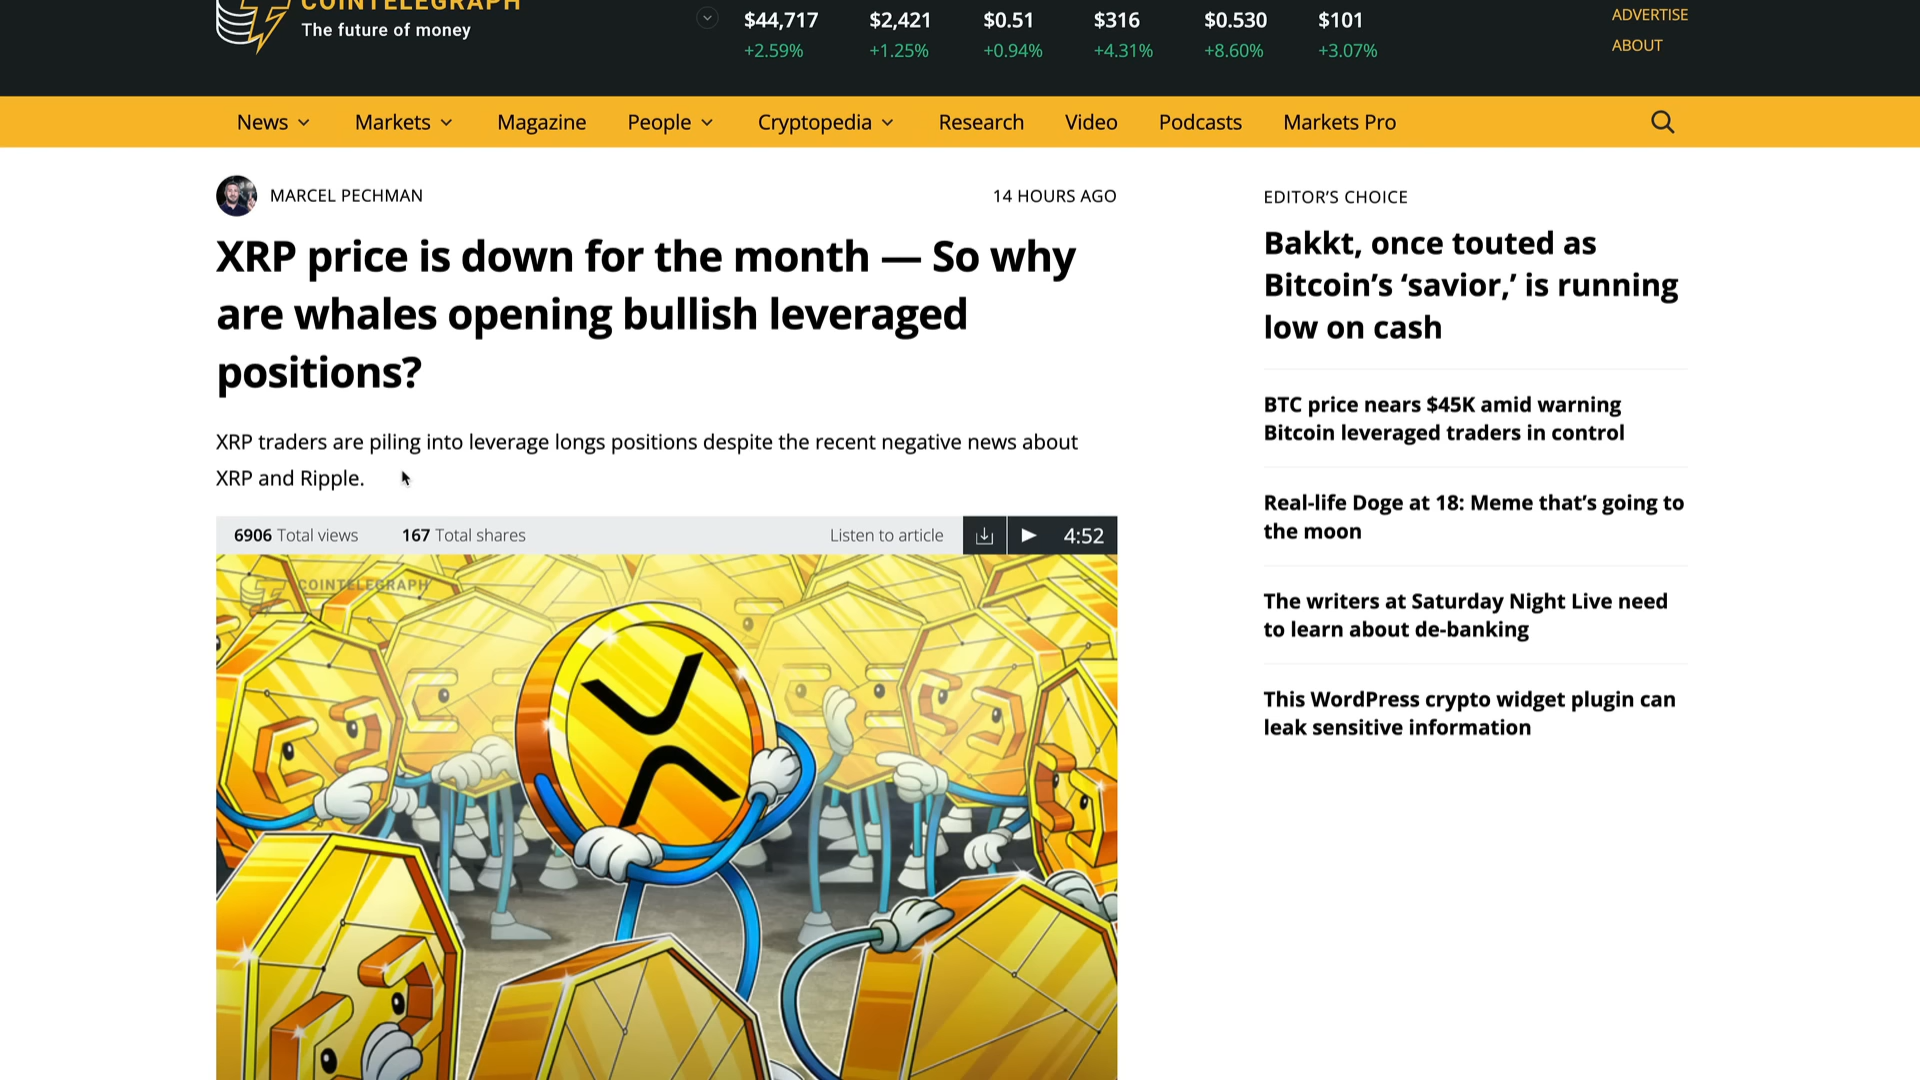 COINTELEGRAPH
The future of money
$44,717 $2,421 $0.51 $316 $0.530 $101
+2.59% +1.25% +0.94% +4.31% +8.60% +3.07%
ADVERTISE
ABOUT
News Markets Magazine People Cryptopedia Research Video Podcasts Markets Pro
MARCEL PECHMAN
14 HOURS AGO
XRP price is down for the month — So why
are whales opening bullish leveraged
positions?
XRP traders are piling into leverage longs positions despite the recent negative news about
XRP and Ripple.
6906 Total views 167 Total shares Listen to article 4:52
COINTELEGRAPH
EDITOR’S CHOICE
Bakkt, once touted as
Bitcoin’s ‘savior,’ is running
low on cash
BTC price nears $45K amid warning
Bitcoin leveraged traders in control
Real-life Doge at 18: Meme that’s going to
the moon
The writers at Saturday Night Live need
to learn about de-banking
This WordPress crypto widget plugin can
leak sensitive information